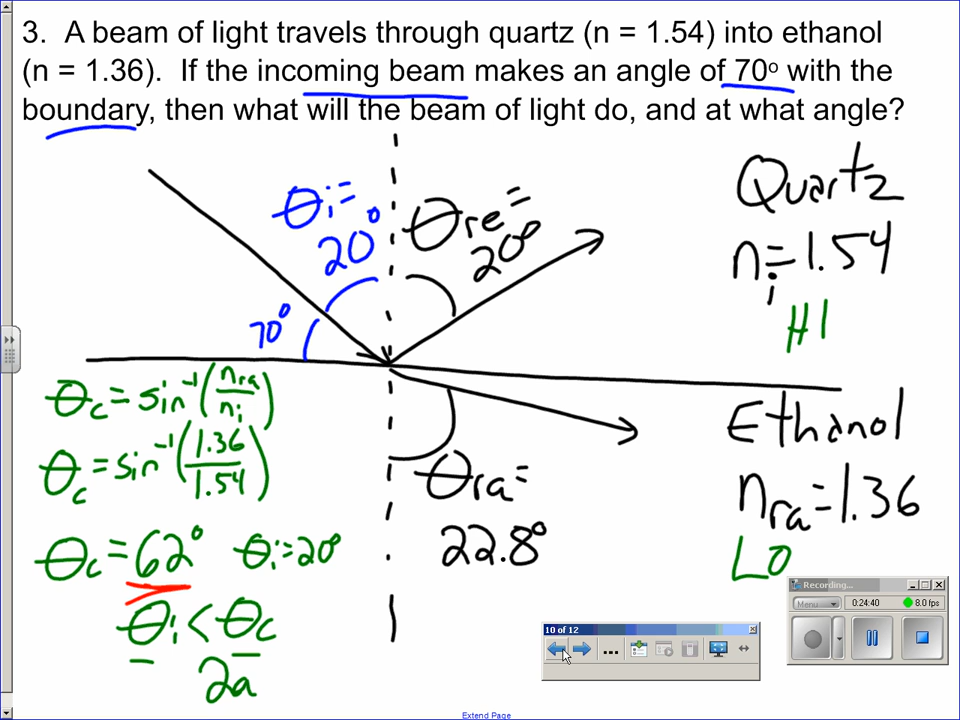 3. A beam of light travels through quartz (n = 1.54) into ethanol
(n = 1.36). If the incoming beam makes an angle of 70° with the
boundary, then what will the beam of light do, and at what angle?
θi =
20°
θre =
20°
70°
Quartz
ni = 1.54
HI
θc = sin⁻¹(nra/ni)
θc = sin⁻¹(1.36/1.54)
θc = 62° θi = 20°
θi < θc
2a
θra =
22.8°
Ethanol
nra = 1.36
LO
Recording...
Menu
0:24:40
8.0 fps
10 of 12
Extend Page